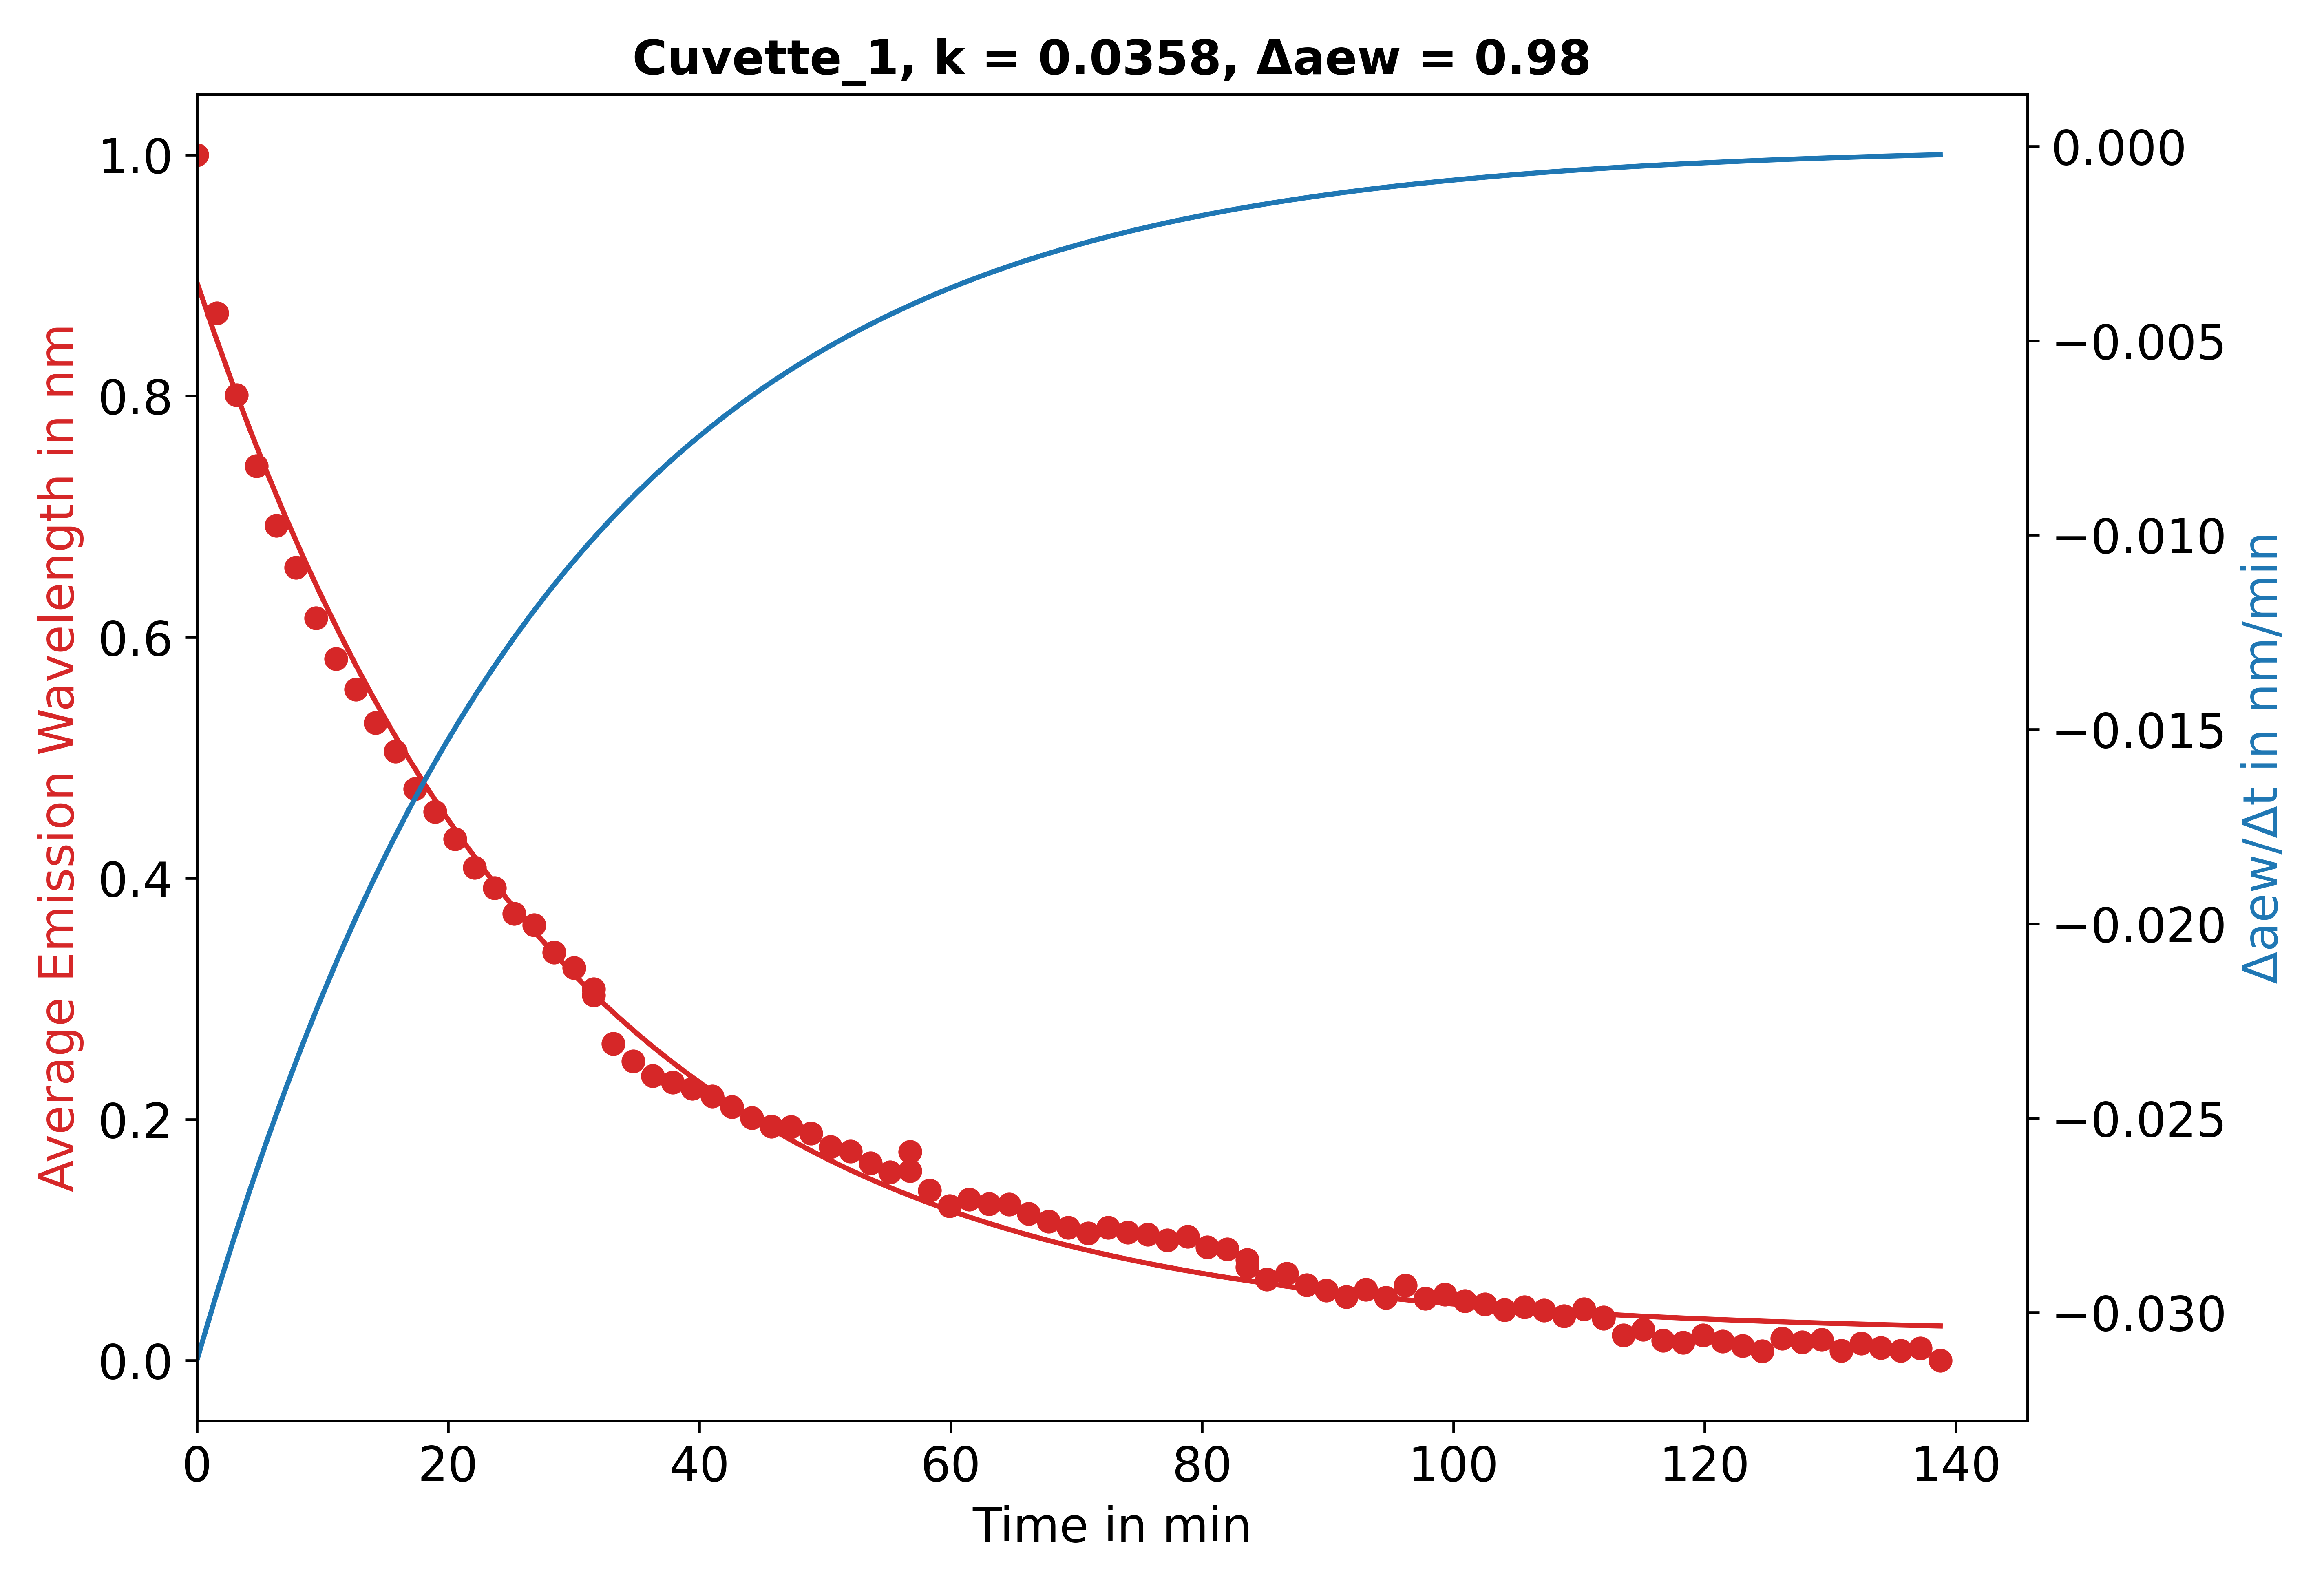 Cuvette_1, k = 0.0358, Δaew = 0.98
1.0
0.8
0.6
0.4
0.2
0.0
Average Emission Wavelength in nm
0.000
−0.005
−0.010
−0.015
−0.020
−0.025
−0.030
Δaew/Δt in nm/min
0 20 40 60 80 100 120 140
Time in min